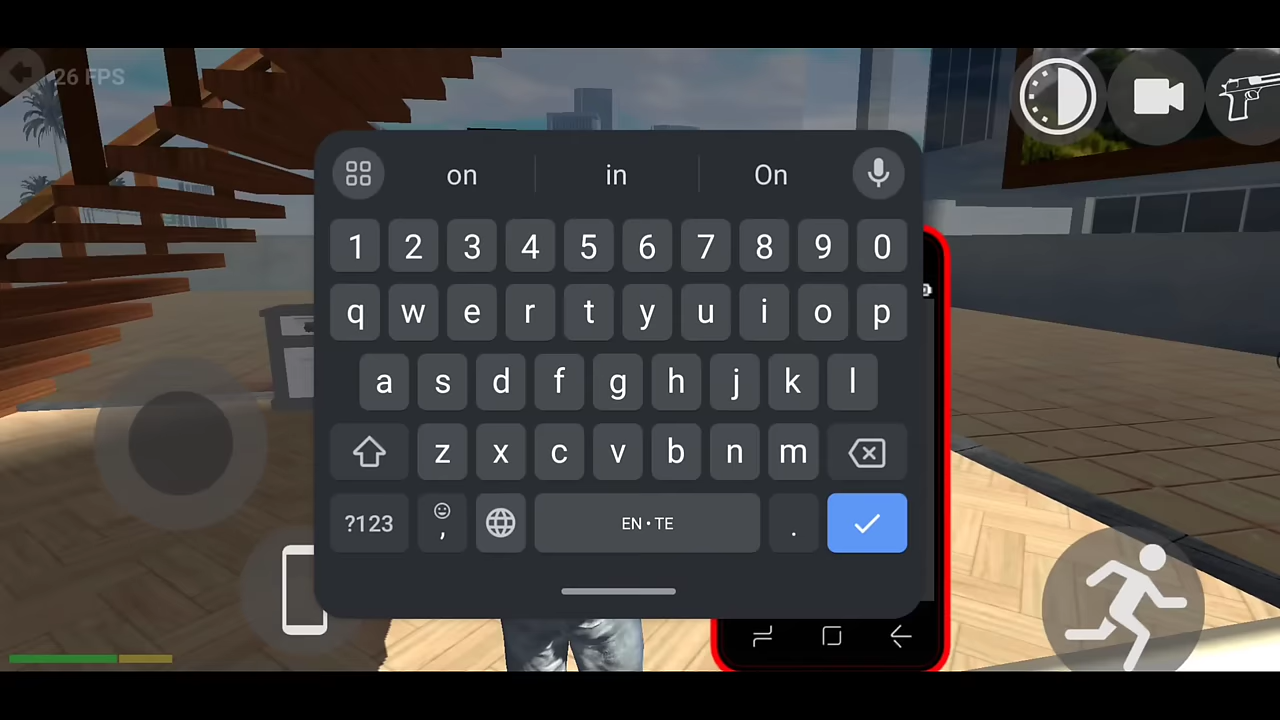 26 FPS
on in On
1 2 3 4 5 6 7 8 9 0
q w e r t y u i o p
a s d f g h j k l
z x c v b n m
?123 , EN • TE .